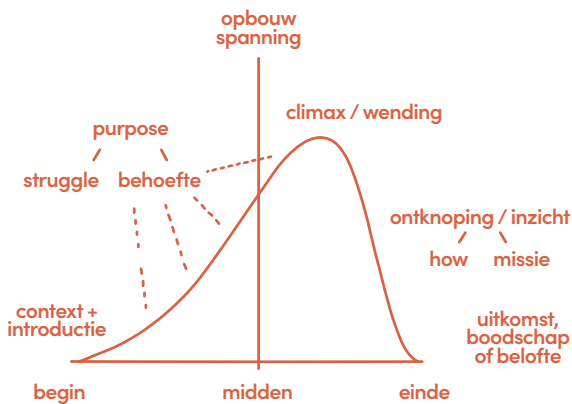 opbouw
spanning
climax / wending
purpose
struggle behoefte
ontknoping / inzicht
how missie
context +
introductie
uitkomst,
boodschap
of belofte
begin midden einde